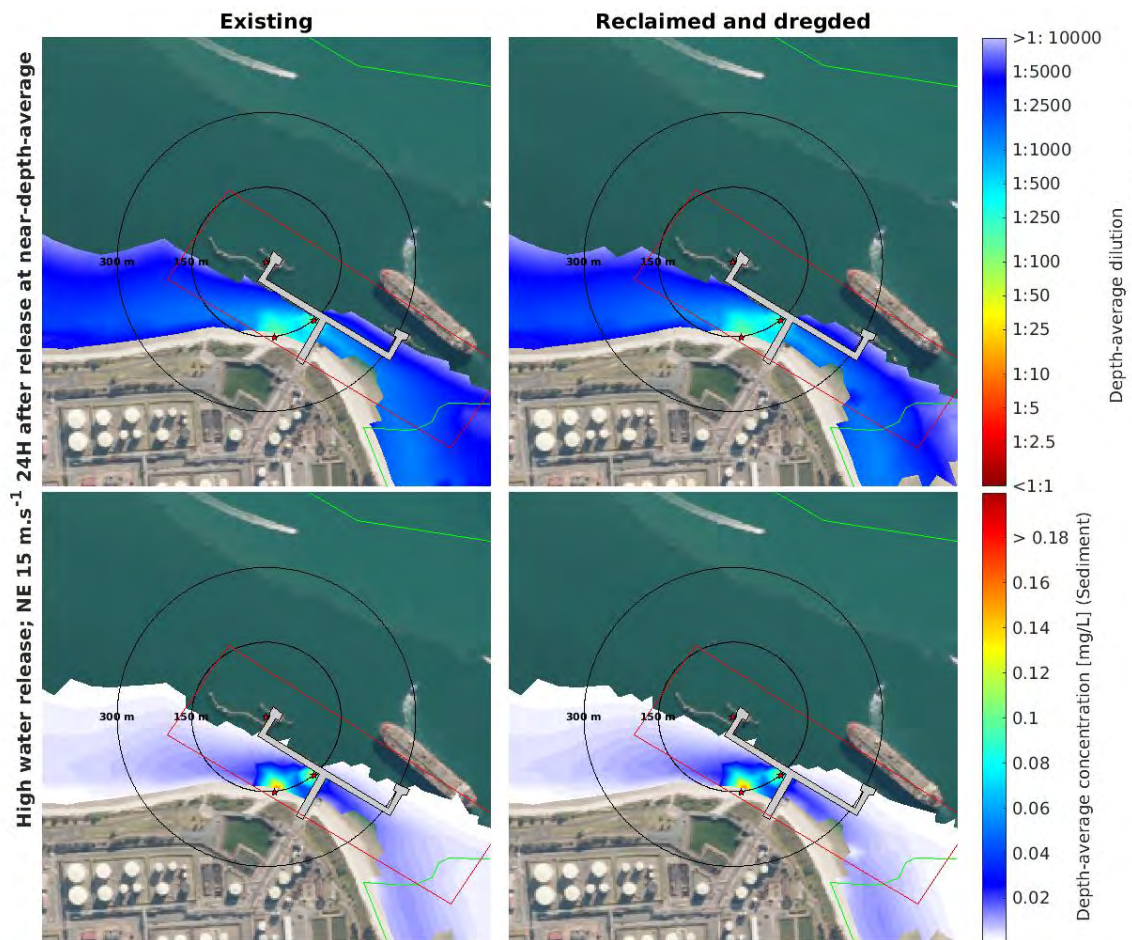 Existing
Reclaimed and dregded
24H after release at near-depth-average
300 m
150 m
300 m
150 m
>1: 10000
1:5000
1:2500
1:1000
1:500
1:250
1:100
1:50
1:25
1:10
1:5
1:2.5
<1:1
Depth-average dilution
High water release; NE 15 m.s-1
300 m
150 m
300 m
150 m
> 0.18
0.16
0.14
0.12
0.1
0.08
0.06
0.04
0.02
Depth-average concentration [mg/L] (Sediment)